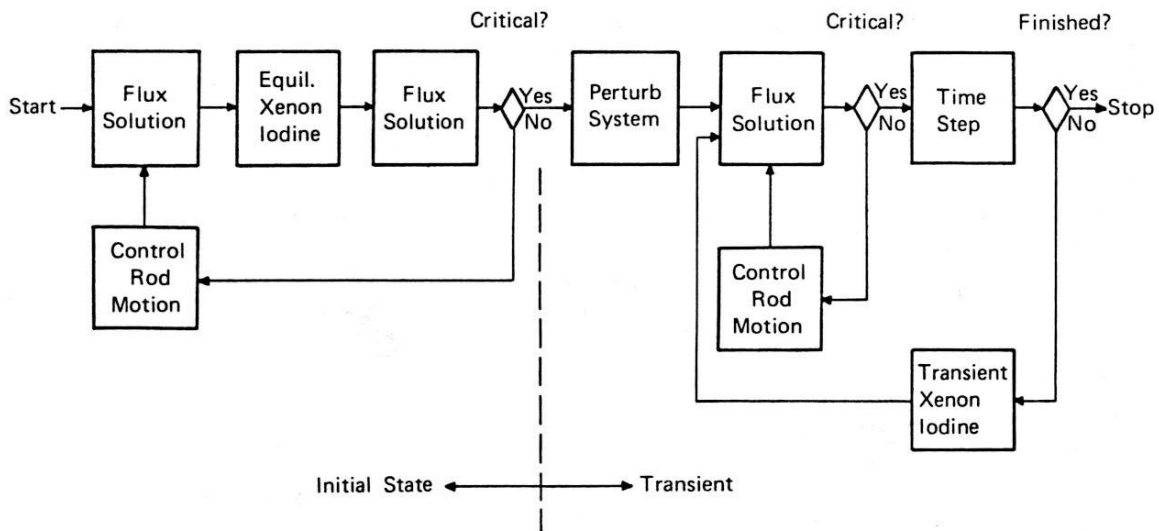 Critical?
Critical?
Finished?
Start
Flux
Solution
Equil.
Xenon
Iodine
Flux
Solution
Yes
No
Perturb
System
Flux
Solution
Yes
No
Time
Step
Yes
No
Stop
Control
Rod
Motion
Control
Rod
Motion
Transient
Xenon
Iodine
Initial State
Transient